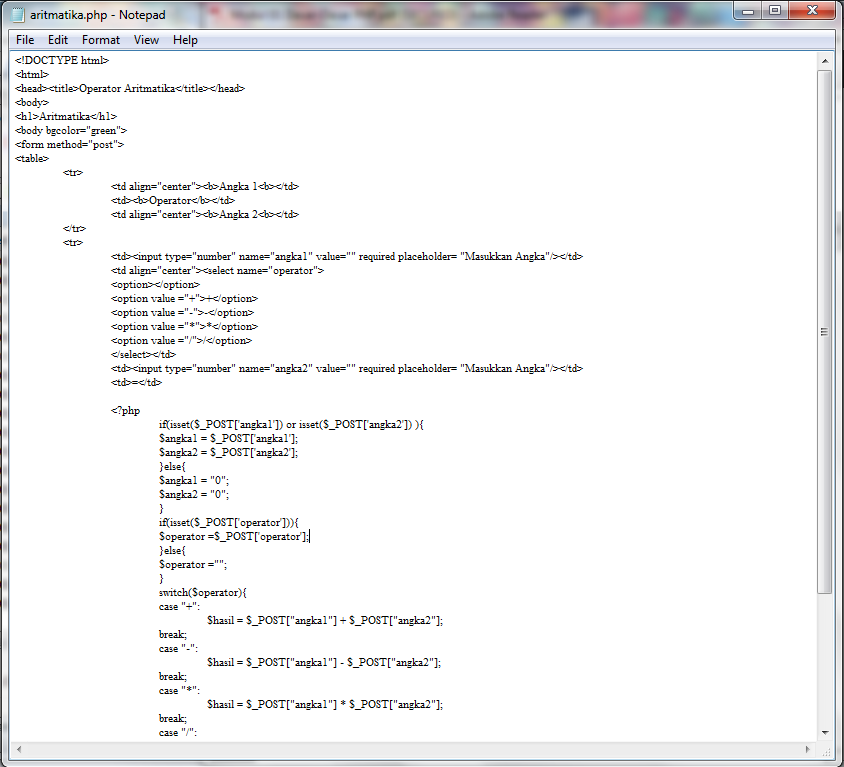 aritmatika.php - Notepad
File Edit Format View Help
<!DOCTYPE html>
<html>
<head><title>Operator Aritmatika</title></head>
<body>
<h1>Aritmatika</h1>
<body bgcolor="green">
<form method="post">
<table>
<tr>
<td align="center"><b>Angka 1<b></td>
<td><b>Operator</b></td>
<td align="center"><b>Angka 2<b></td>
</tr>
<tr>
<td><input type="number" name="angka1" value="" required placeholder= "Masukkan Angka"/></td>
<td align="center"><select name="operator">
<option></option>
<option value ="+">+</option>
<option value ="-">-</option>
<option value ="*">*</option>
<option value ="/">/</option>
</select></td>
<td><input type="number" name="angka2" value="" required placeholder= "Masukkan Angka"/></td>
<td>=</td>
<?php
if(isset($_POST['angka1']) or isset($_POST['angka2']) ){
$angka1 = $_POST['angka1'];
$angka2 = $_POST['angka2'];
}else{
$angka1 = "0";
$angka2 = "0";
}
if(isset($_POST['operator'])){
$operator =$_POST['operator'];
}else{
$operator ="";
}
switch($operator){
case "+":
$hasil = $_POST["angka1"] + $_POST["angka2"];
break;
case "-":
$hasil = $_POST["angka1"] - $_POST["angka2"];
break;
case "*":
$hasil = $_POST["angka1"] * $_POST["angka2"];
break;
case "/":